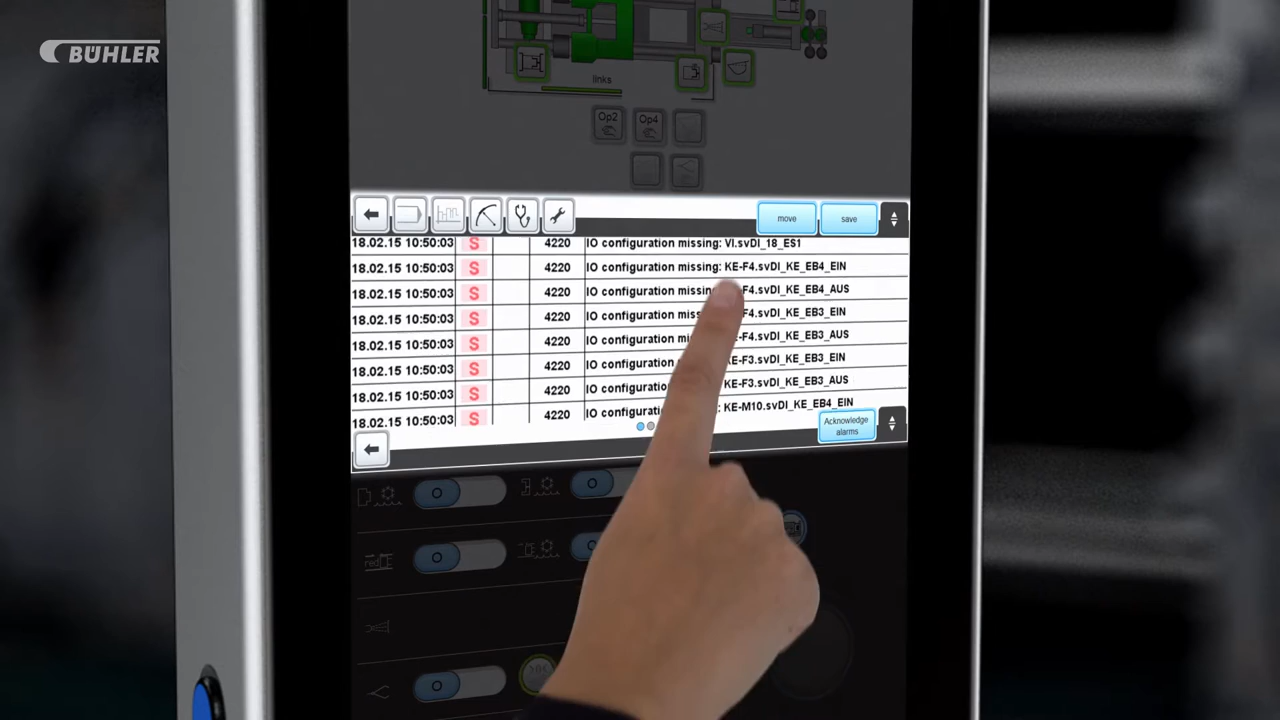 BÜHLER
links
Op2 Op4
move save
18.02.15 10:50:03 S 4220 IO configuration missing: VI.svDI_18_ES1
18.02.15 10:50:03 S 4220 IO configuration missing: KE-F4.svDI_KE_EB4_EIN
18.02.15 10:50:03 S 4220 IO configuration missing F4.svDI_KE_EB4_AUS
18.02.15 10:50:03 S 4220 IO configuration miss F4.svDI_KE_EB3_EIN
18.02.15 10:50:03 S 4220 IO configuration mi -F4.svDI_KE_EB3_AUS
18.02.15 10:50:03 S 4220 IO configuration KE-F3.svDI_KE_EB3_EIN
18.02.15 10:50:03 S 4220 IO configuration KE-F3.svDI_KE_EB3_AUS
18.02.15 10:50:03 S 4220 IO configurati : KE-M10.svDI_KE_EB4_EIN
Acknowledge
alarms
red